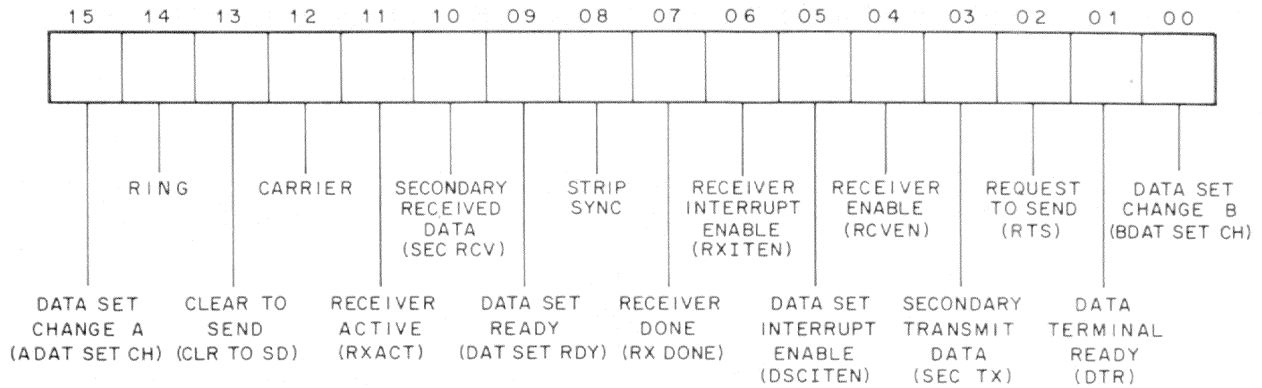 15 14 13 12 11 10 09 08 07 06 05 04 03 02 01 00
RING
CARRIER
SECONDARY
RECEIVED
DATA
(SEC RCV)
STRIP
SYNC
RECEIVER
INTERRUPT
ENABLE
(RXITEN)
RECEIVER
ENABLE
(RCVEN)
REQUEST
TO SEND
(RTS)
DATA SET
CHANGE B
(BDAT SET CH)
DATA SET
CHANGE A
(ADAT SET CH)
CLEAR TO
SEND
(CLR TO SD)
RECEIVER
ACTIVE
(RXACT)
DATA SET
READY
(DAT SET RDY)
RECEIVER
DONE
(RX DONE)
DATA SET
INTERRUPT
ENABLE
(DSCITEN)
SECONDARY
TRANSMIT
DATA
(SEC TX)
DATA
TERMINAL
READY
(DTR)